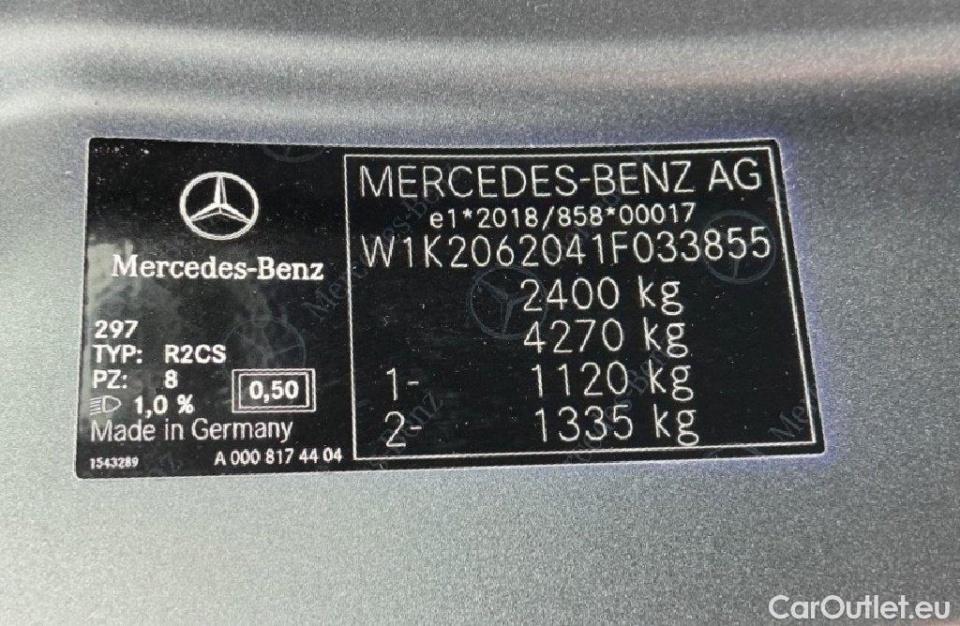 Mercedes-Benz
297
TYP: R2CS
PZ: 8
1,0 %
0,50
Made in Germany
1543289
A 000 817 44 04
MERCEDES-BENZ AG
e1*2018/858*00017
W1K2062041F033855
2400 kg
4270 kg
1- 1120 kg
2- 1335 kg
CarOutlet.eu